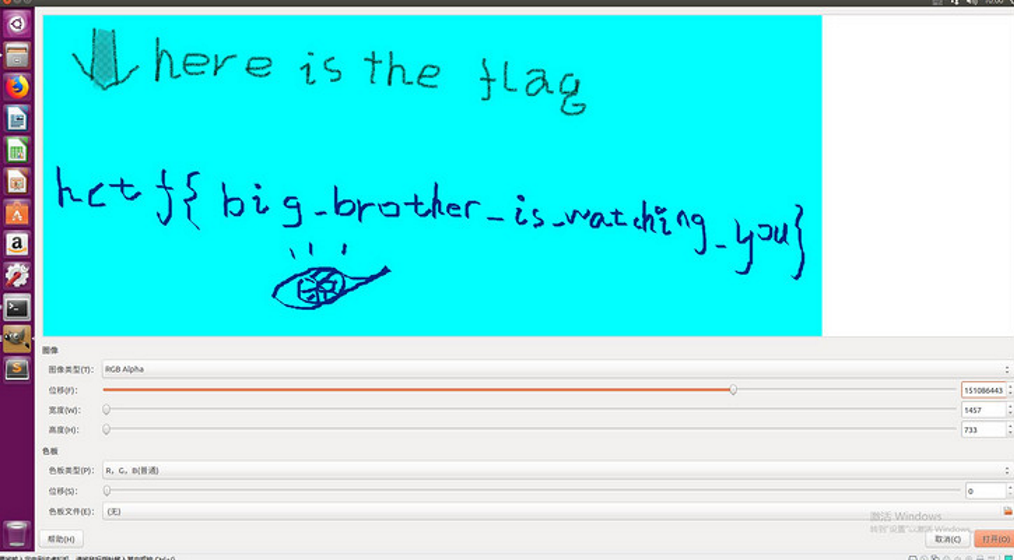 here is the flag
hctf{big_brother_is_watching_you}
图像
图像类型(T): RGB Alpha
位移(F): 151086443
宽度(W): 1457
高度(H): 733
色板
色板类型(P): R, G, B(普通)
位移(S): 0
色板文件(E): (无)
激活 Windows
转到"设置"以激活 Windows。
帮助(H) 取消(C) 打开(O)